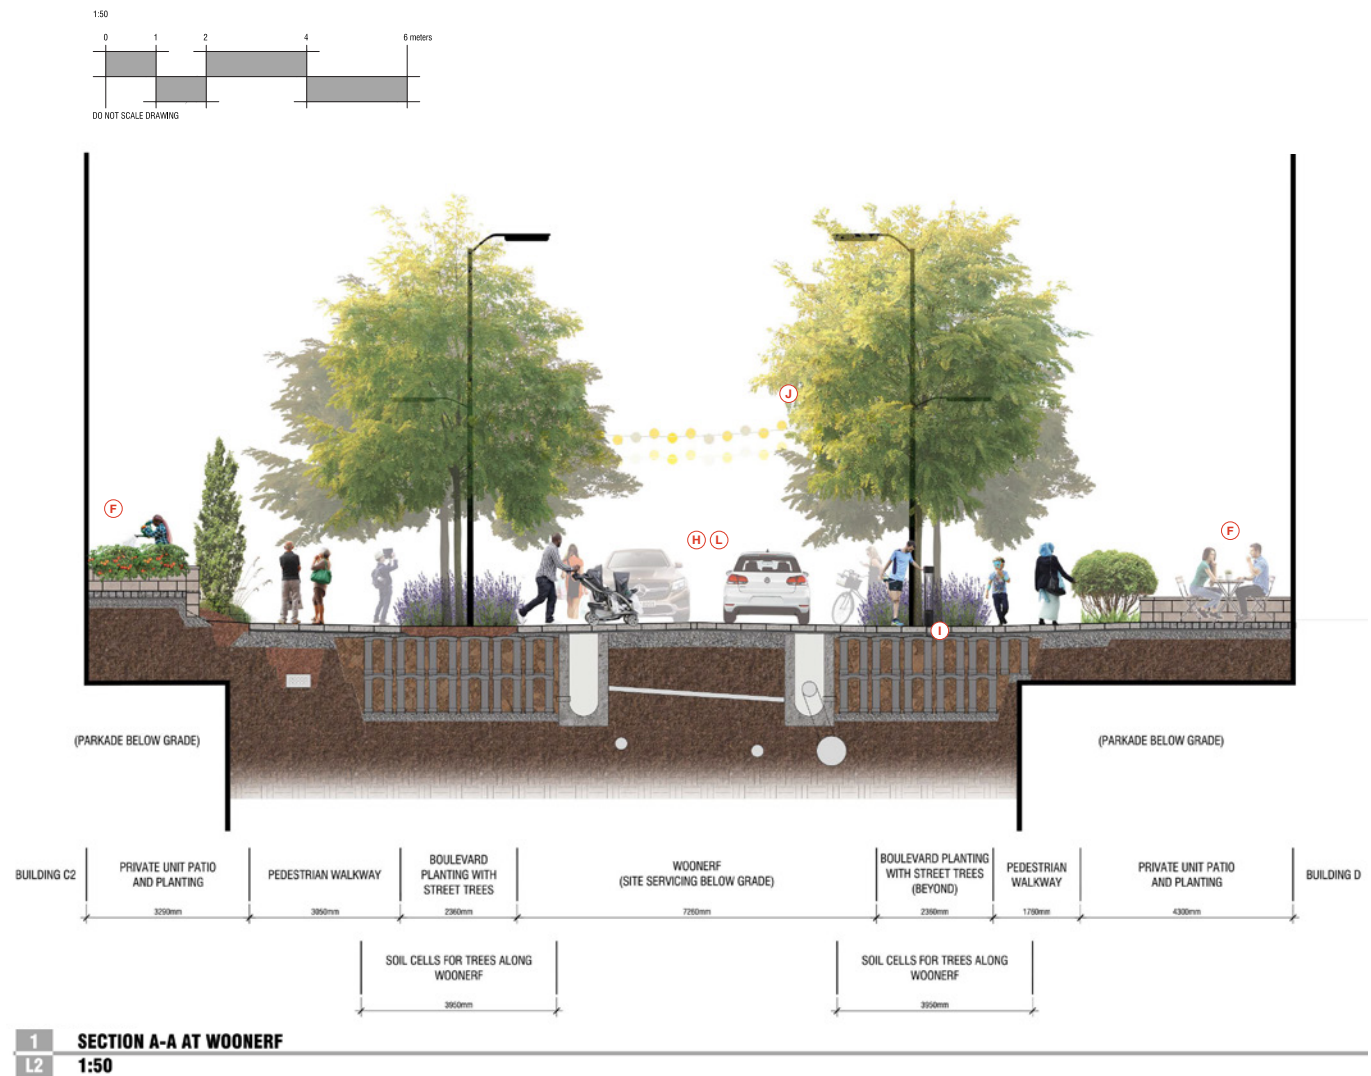 1:50
0 1 2 4 6 meters
DO NOT SCALE DRAWING
J
F
H L
F
I
(PARKADE BELOW GRADE)
(PARKADE BELOW GRADE)
BUILDING C2
PRIVATE UNIT PATIO
AND PLANTING
PEDESTRIAN WALKWAY
BOULEVARD
PLANTING WITH
STREET TREES
WOONERF
(SITE SERVICING BELOW GRADE)
BOULEVARD PLANTING
WITH STREET TREES
(BEYOND)
PEDESTRIAN
WALKWAY
PRIVATE UNIT PATIO
AND PLANTING
BUILDING D
3290mm
3050mm
2360mm
7260mm
2360mm
1760mm
4300mm
SOIL CELLS FOR TREES ALONG
WOONERF
3950mm
SOIL CELLS FOR TREES ALONG
WOONERF
3950mm
1 SECTION A-A AT WOONERF
L2 1:50